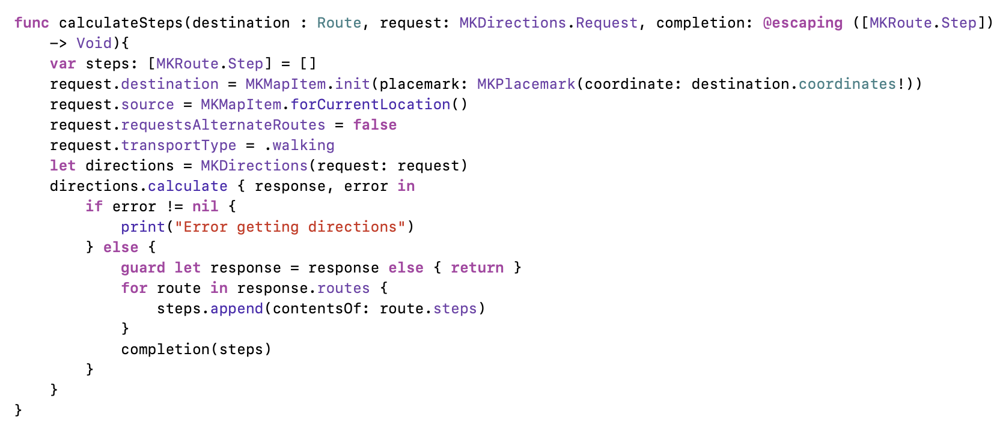 func calculateSteps(destination : Route, request: MKDirections.Request, completion: @escaping ([MKRoute.Step])
    -> Void){
    var steps: [MKRoute.Step] = []
    request.destination = MKMapItem.init(placemark: MKPlacemark(coordinate: destination.coordinates!))
    request.source = MKMapItem.forCurrentLocation()
    request.requestsAlternateRoutes = false
    request.transportType = .walking
    let directions = MKDirections(request: request)
    directions.calculate { response, error in
        if error != nil {
            print("Error getting directions")
        } else {
            guard let response = response else { return }
            for route in response.routes {
                steps.append(contentsOf: route.steps)
            }
            completion(steps)
        }
    }
}